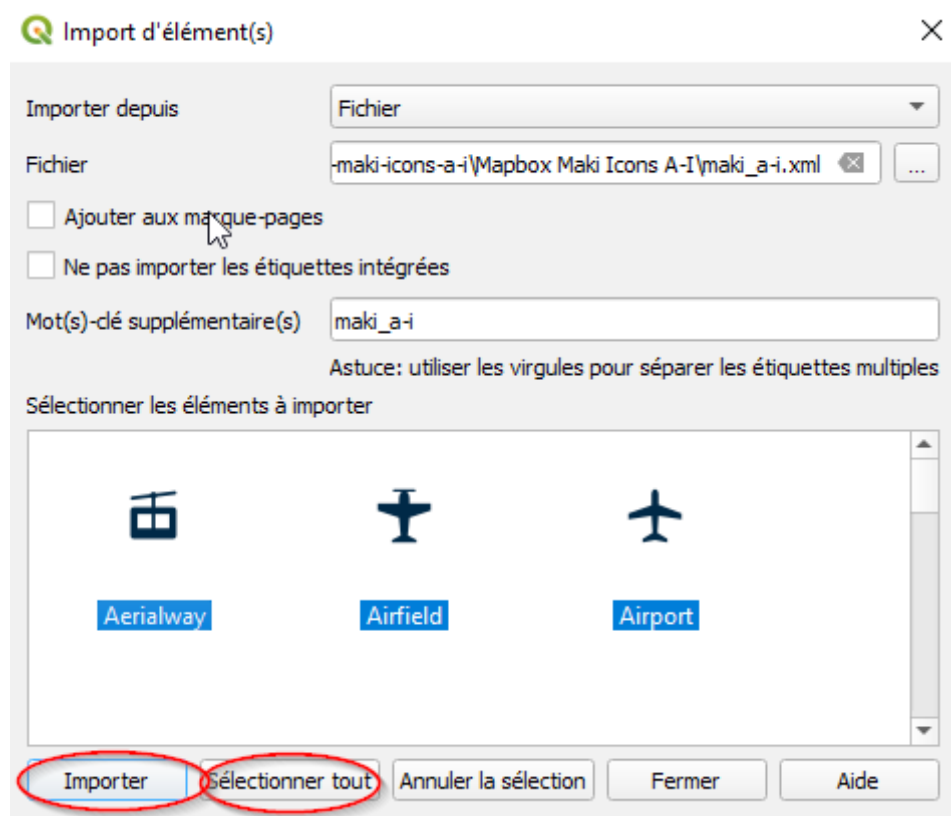 Import d'élément(s)
Importer depuis Fichier
Fichier -maki-icons-a-i\Mapbox Maki Icons A-I\maki_a-i.xml ...
Ajouter aux marque-pages
Ne pas importer les étiquettes intégrées
Mot(s)-clé supplémentaire(s) maki_a-i
Astuce: utiliser les virgules pour séparer les étiquettes multiples
Sélectionner les éléments à importer
Aerialway Airfield Airport
Importer Sélectionner tout Annuler la sélection Fermer Aide